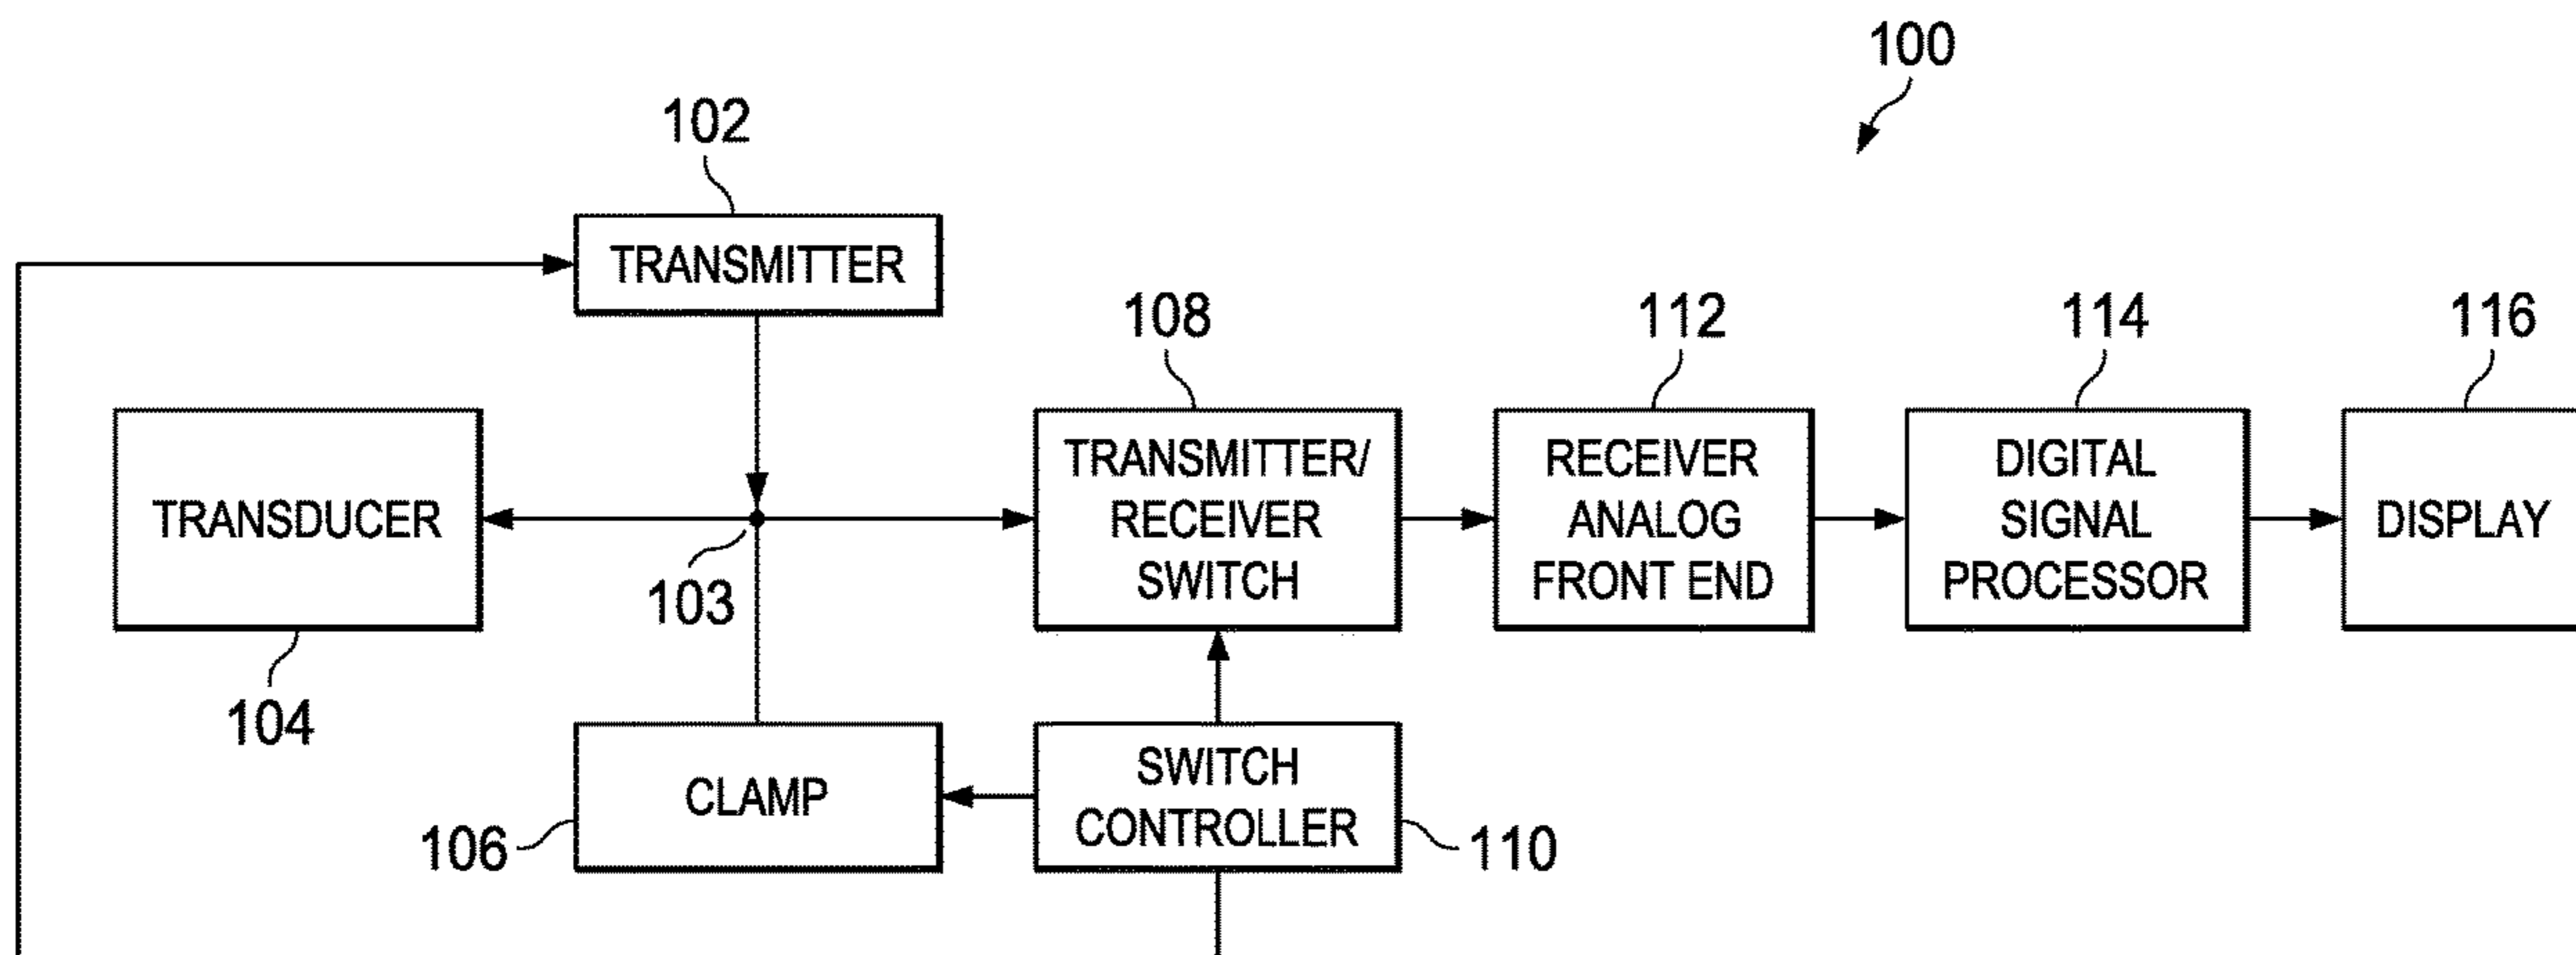 100
102
TRANSMITTER
108
112
114
116
TRANSDUCER
TRANSMITTER/
RECEIVER
SWITCH
RECEIVER
ANALOG
FRONT END
DIGITAL
SIGNAL
PROCESSOR
DISPLAY
103
104
CLAMP
SWITCH
CONTROLLER
106
110